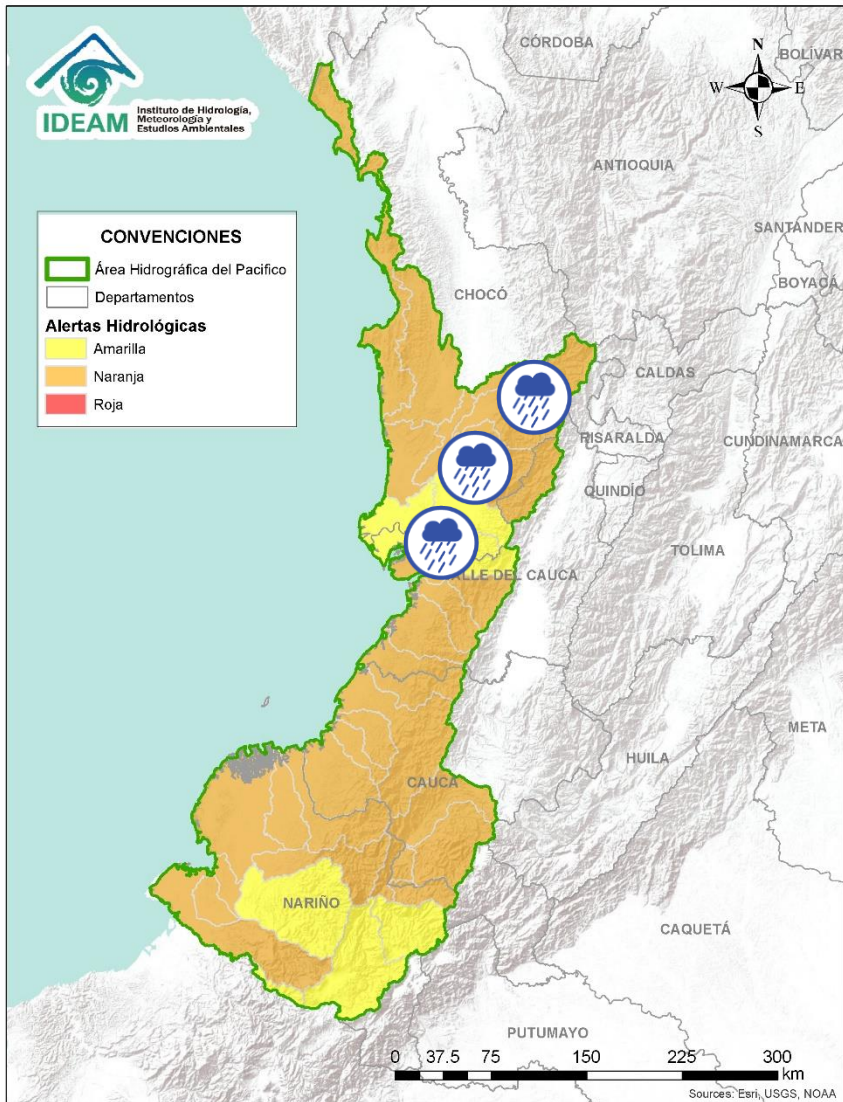 IDEAM
Instituto de Hidrología,
Meteorología y
Estudios Ambientales
CONVENCIONES
Área Hidrográfica del Pacifico
Departamentos
Alertas Hidrológicas
Amarilla
Naranja
Roja
N
W
E
S
CÓRDOBA
BOLÍVAR
ANTIOQUIA
SANTANDER
BOYACÁ
CHOCÓ
CALDAS
RISARALDA
CUNDINAMARCA
QUINDÍO
TOLIMA
ALLE DEL CAUCA
META
HUILA
CAUCA
NARIÑO
CAQUETÁ
PUTUMAYO
0 37.5 75 150 225 300
km
Sources: Esri, USGS, NOAA